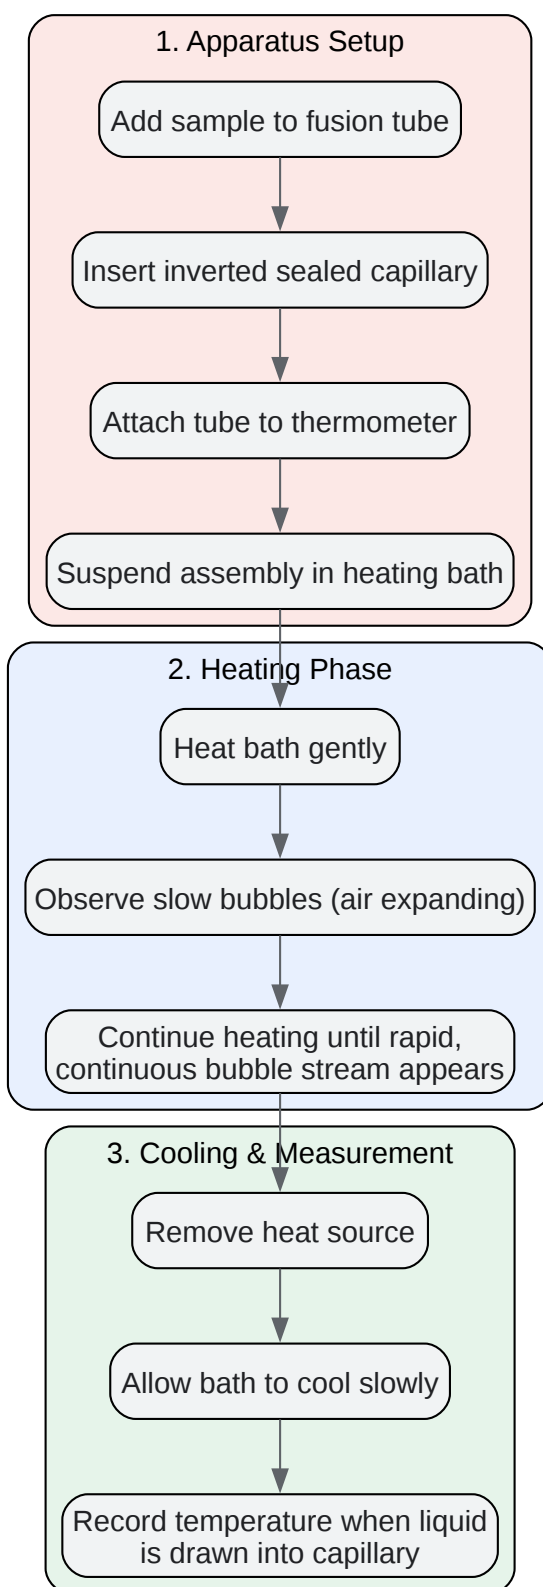 1. Apparatus Setup
Add sample to fusion tube
Insert inverted sealed capillary
Attach tube to thermometer
Suspend assembly in heating bath
2. Heating Phase
Heat bath gently
Observe slow bubbles (air expanding)
Continue heating until rapid,
continuous bubble stream appears
3. Cooling & Measurement
Remove heat source
Allow bath to cool slowly
Record temperature when liquid
is drawn into capillary